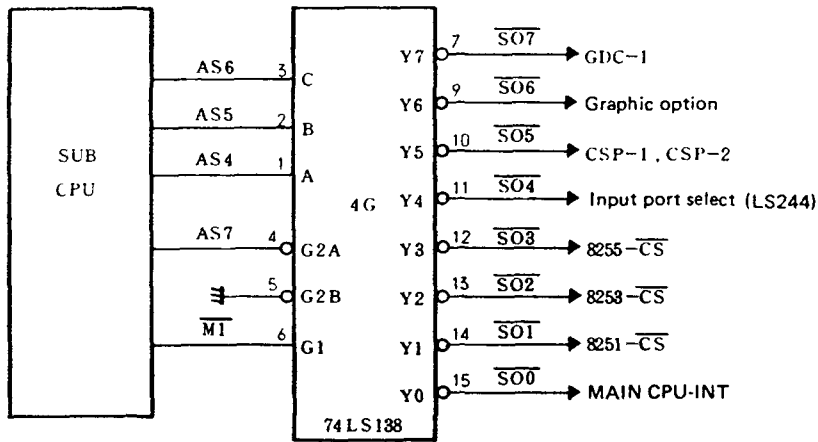 SUB
CPU
AS6
AS5
AS4
AS7
M1
3
2
1
4
5
6
C
B
A
G2A
G2B
G1
4G
74LS138
Y7 7 SO7 GDC-1
Y6 9 SO6 Graphic option
Y5 10 SO5 CSP-1, CSP-2
Y4 11 SO4 Input port select (LS244)
Y3 12 SO3 8255-CS
Y2 13 SO2 8253-CS
Y1 14 SO1 8251-CS
Y0 15 SO0 MAIN CPU-INT